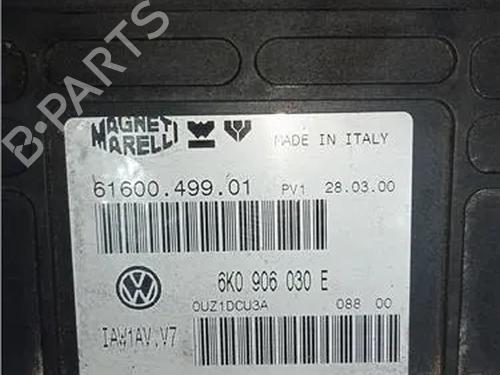 B-PARTS
MAGNETI MARELLI
MADE IN ITALY
61600.499.01 PV1 28.03.00
6K0 906 030 E
0UZ1DCU3A 088 00
IAW1AV.V7